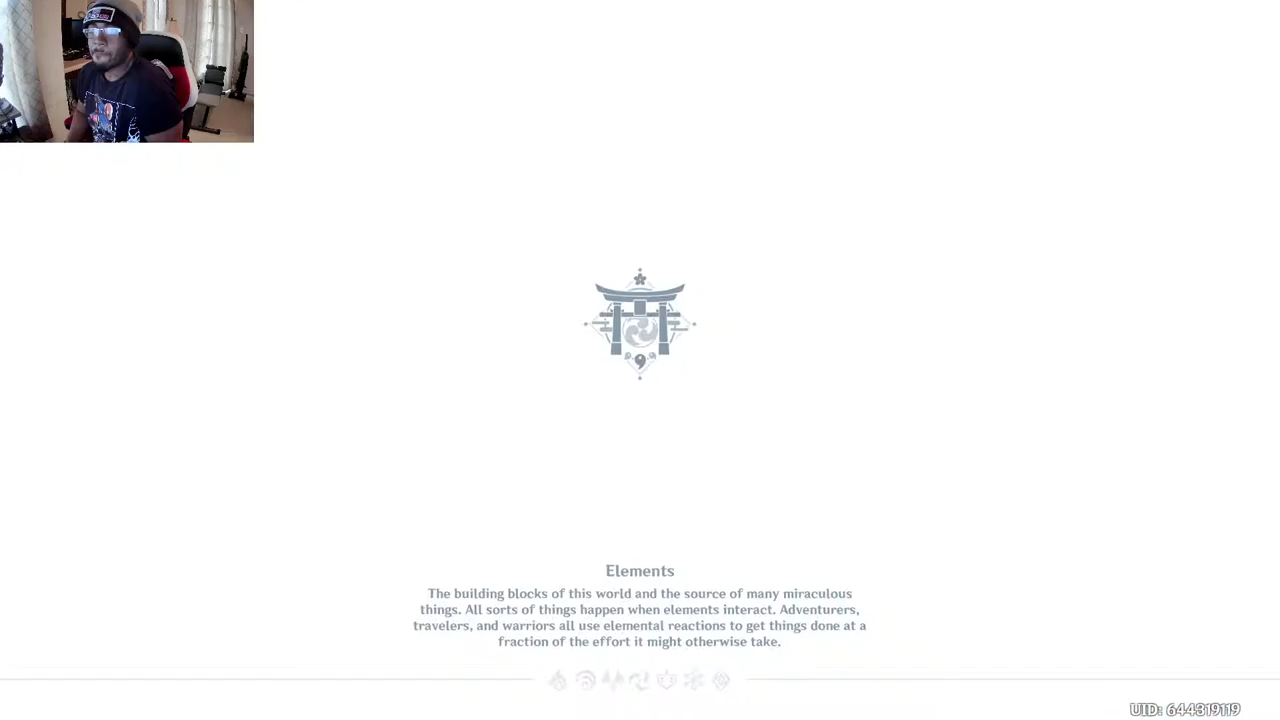 Elements
The building blocks of this world and the source of many miraculous
things. All sorts of things happen when elements interact. Adventurers,
travelers, and warriors all use elemental reactions to get things done at a
fraction of the effort it might otherwise take.
UID: 644319119